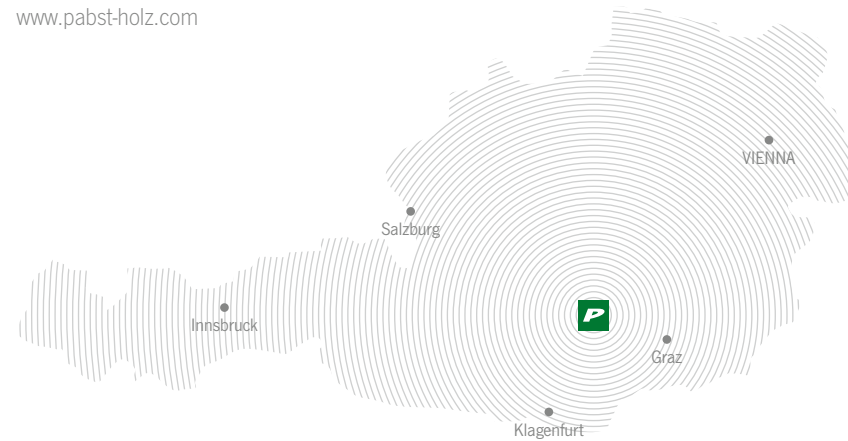 www.pabst-holz.com
VIENNA
Salzburg
Innsbruck
P
Graz
Klagenfurt